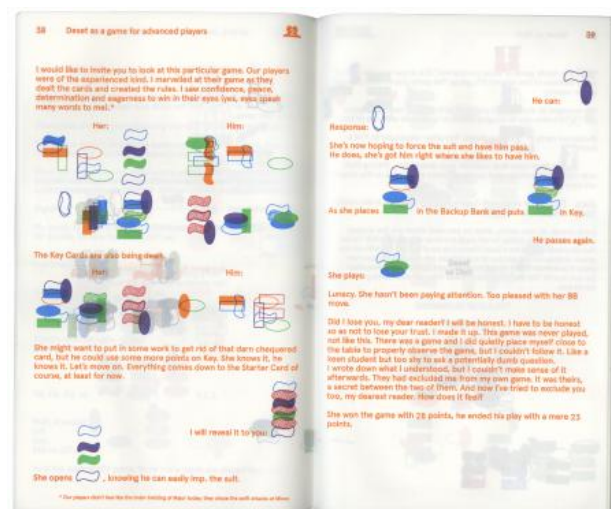 38 Deset as a game for advanced players
I would like to invite you to look at this particular game. Our players
were of the experienced kind. I marvelled at their game as they
dealt the cards and created the rules. I saw confidence, peace,
determination and eagerness to win in their eyes (yes, eyes speak
many words to me).*
Her: Him:
The Key Cards are also being dealt.
Her: Him:
She might want to put in some work to get rid of that darn chequered
card, but he could use some more points on Key. She knows it, he
knows it. Let's move on. Everything comes down to the Starter Card of
course, at least for now.
I will reveal it to you:
She opens , knowing he can easily imp. the suit.
* Our players didn't like the
39
He can:
Response:
She's now hoping to force the suit and have him pass.
He does, she's got him right where she likes to have him.
As she places in the Backup Bank and puts in Key.
He passes again.
She plays:
Lunacy. She hasn't been paying attention. Too pleased with her BB
move.
Did I lose you, my dear reader? I will be honest. I have to be honest
so as not to lose your trust. I made it up. This game was never played,
not like this. There was a game and I did quietly place myself close to
the table to properly observe the game, but I couldn't follow it. Like a
teen student but too shy to ask a potentially dumb question.
I wrote down what I understood, but I couldn't make sense of it
afterwards. They had excluded me from my own game. It was theirs,
a secret between the two of them. And now I've tried to exclude you
too, my dearest reader. How does it feel?
She won the game with 28 points, he ended his play with a mere 23
points.